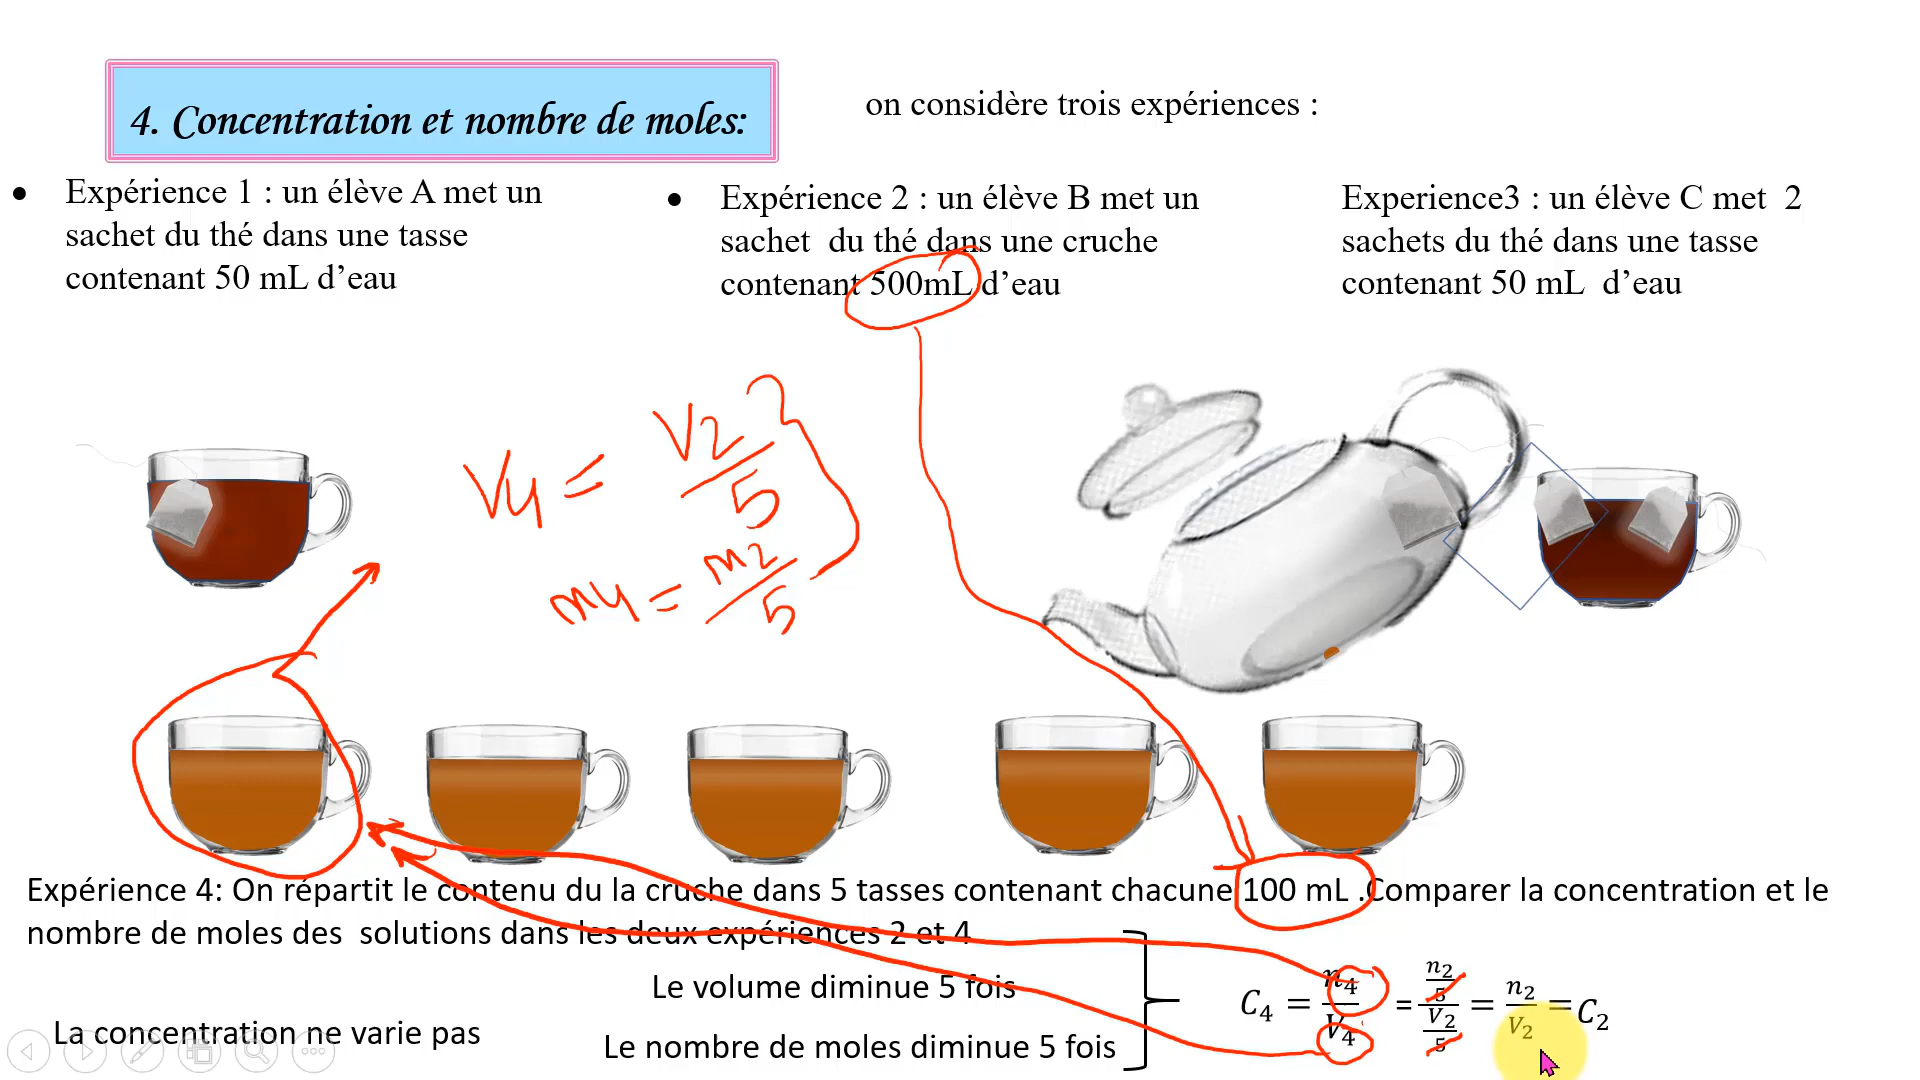 4. Concentration et nombre de moles:
on considère trois expériences :
• Expérience 1 : un élève A met un
sachet du thé dans une tasse
contenant 50 mL d’eau
• Expérience 2 : un élève B met un
sachet du thé dans une cruche
contenant 500mL d’eau
Experience3 : un élève C met 2
sachets du thé dans une tasse
contenant 50 mL d’eau
V4 = V2/5
n4 = n2/5
Expérience 4: On répartit le contenu du la cruche dans 5 tasses contenant chacune 100 mL .Comparer la concentration et le
nombre de moles des solutions dans les deux expériences 2 et 4
Le volume diminue 5 fois
La concentration ne varie pas
Le nombre de moles diminue 5 fois
C₄ = n₄/V₄ = (n₂/5)/(V₂/5) = n₂/V₂ = C₂